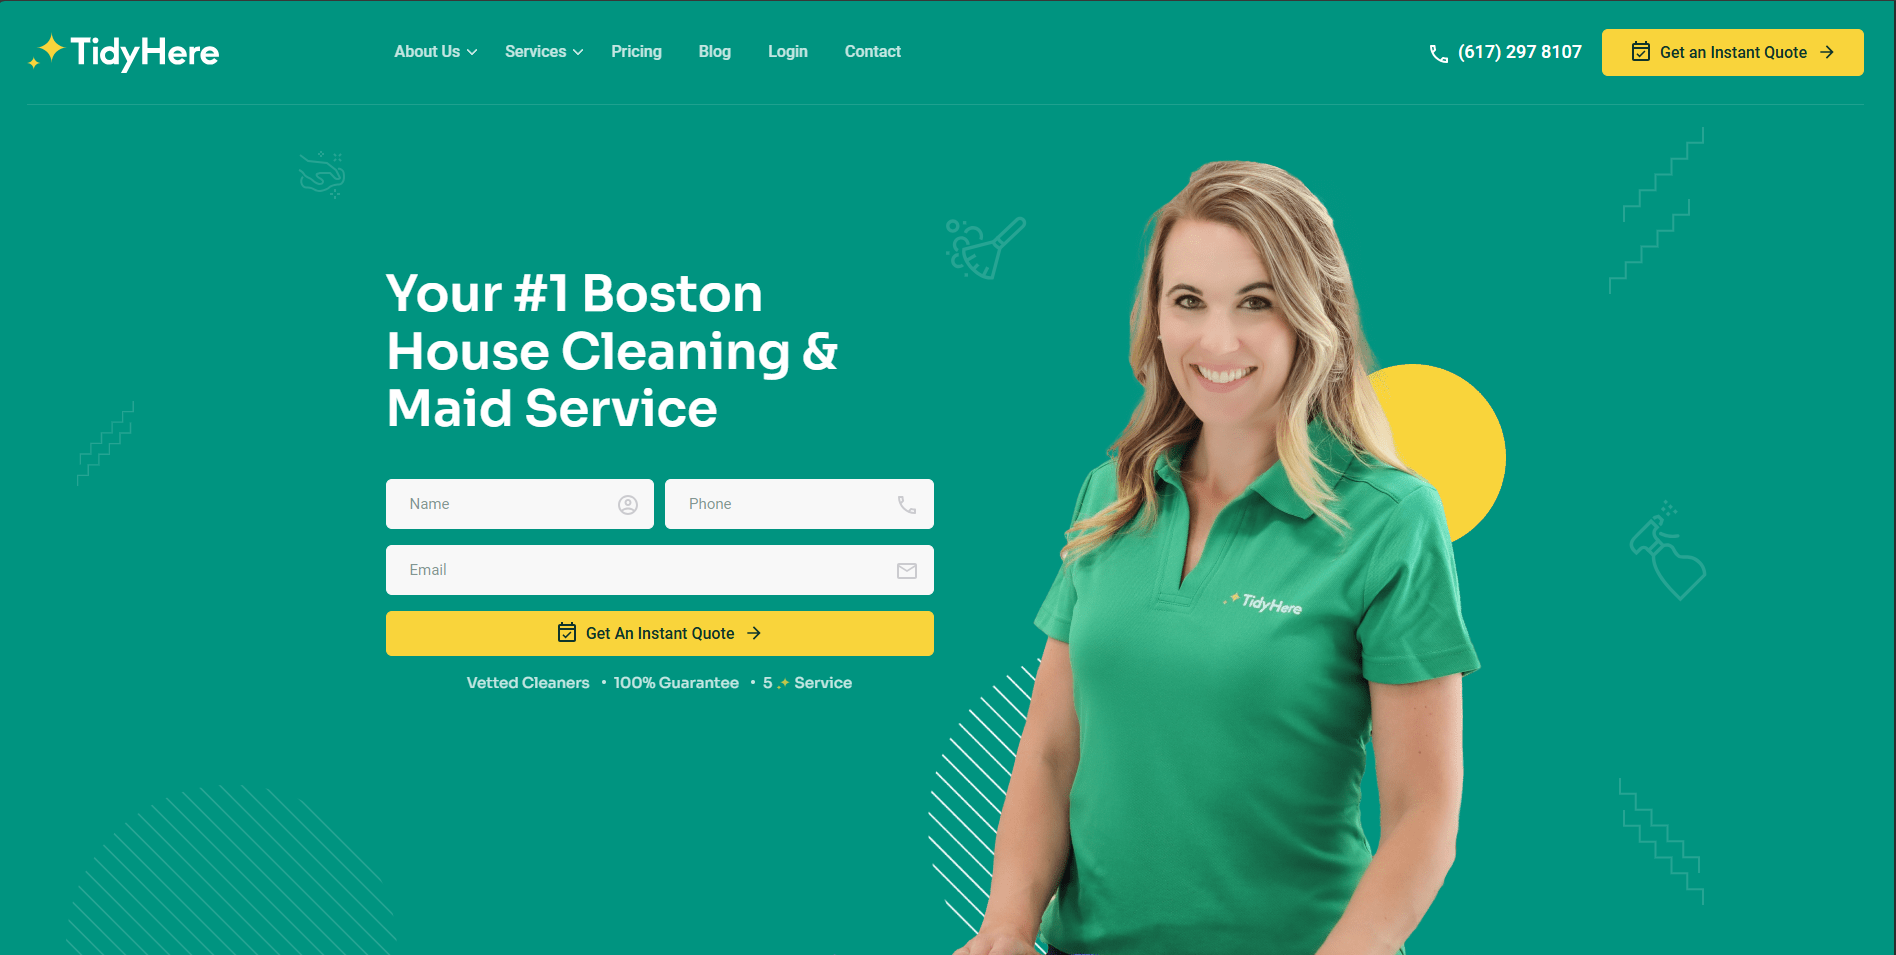 TidyHere
About Us
Services
Pricing
Blog
Login
Contact
(617) 297 8107
Get an Instant Quote
Your #1 Boston
House Cleaning &
Maid Service
Name
Phone
Email
Get An Instant Quote
Vetted Cleaners • 100% Guarantee • 5 Service
TidyHere